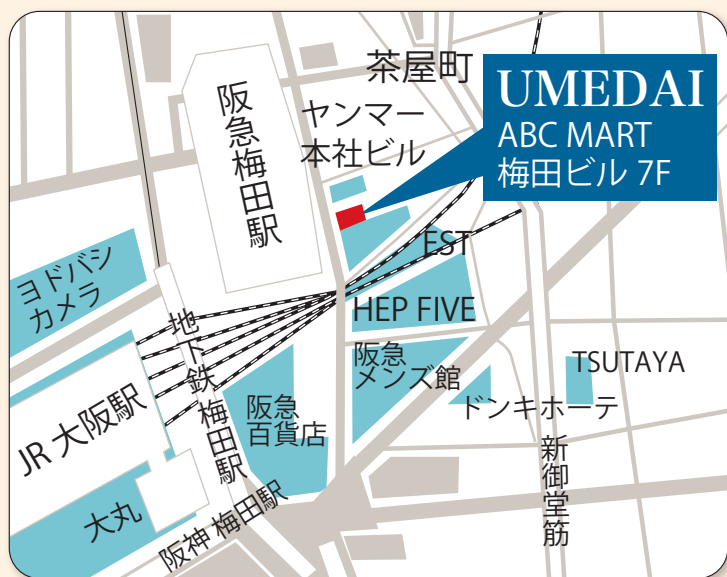 茶屋町
UMEDAI
ABC MART
梅田ビル 7F
ヤンマー
本社ビル
阪急梅田駅
EST
ヨドバシ
カメラ
HEP FIVE
地下鉄 梅田駅
阪急
メンズ館
TSUTAYA
JR 大阪駅
阪急
百貨店
ドンキホーテ
新御堂筋
大丸
阪神 梅田駅